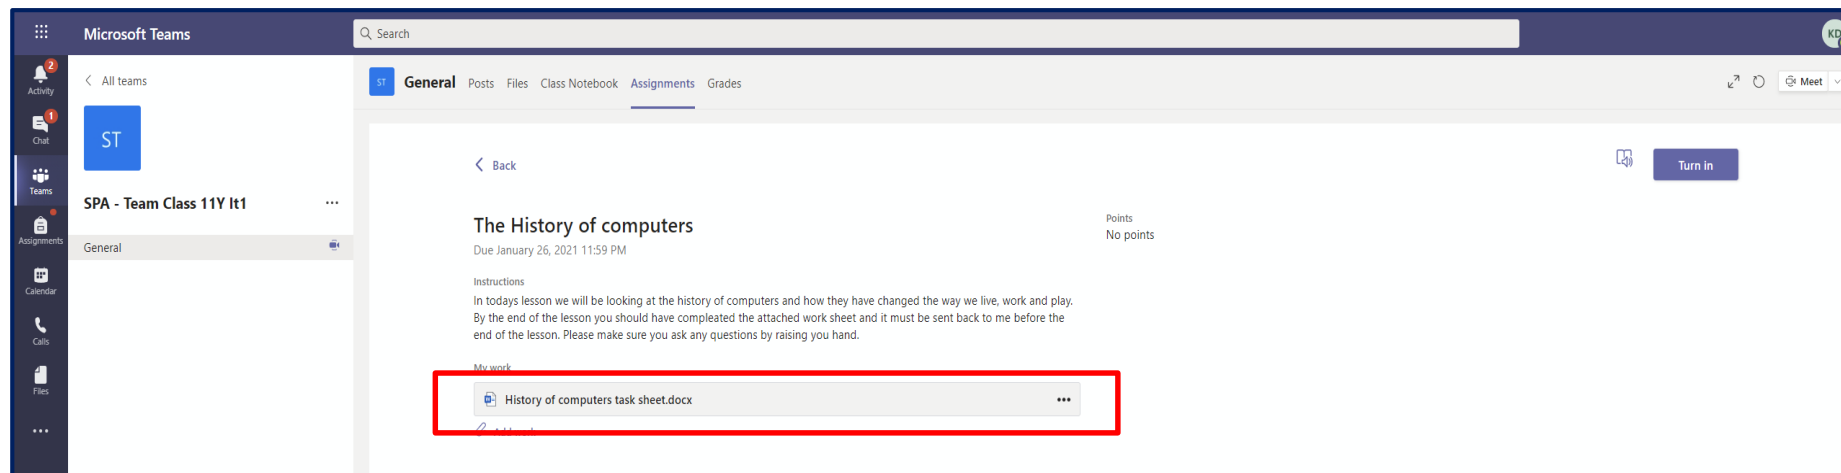 Microsoft Teams
Search
KD
2
Activity
All teams
ST General Posts Files Class Notebook Assignments Grades
Meet
1
Chat
ST
Back
Turn in
Teams
SPA - Team Class 11Y It1
The History of computers
Points
No points
Due January 26, 2021 11:59 PM
Assignments
General
Instructions
In todays lesson we will be looking at the history of computers and how they have changed the way we live, work and play.
By the end of the lesson you should have compleated the attached work sheet and it must be sent back to me before the
end of the lesson. Please make sure you ask any questions by raising you hand.
Calendar
Calls
My work
History of computers task sheet.docx
Files